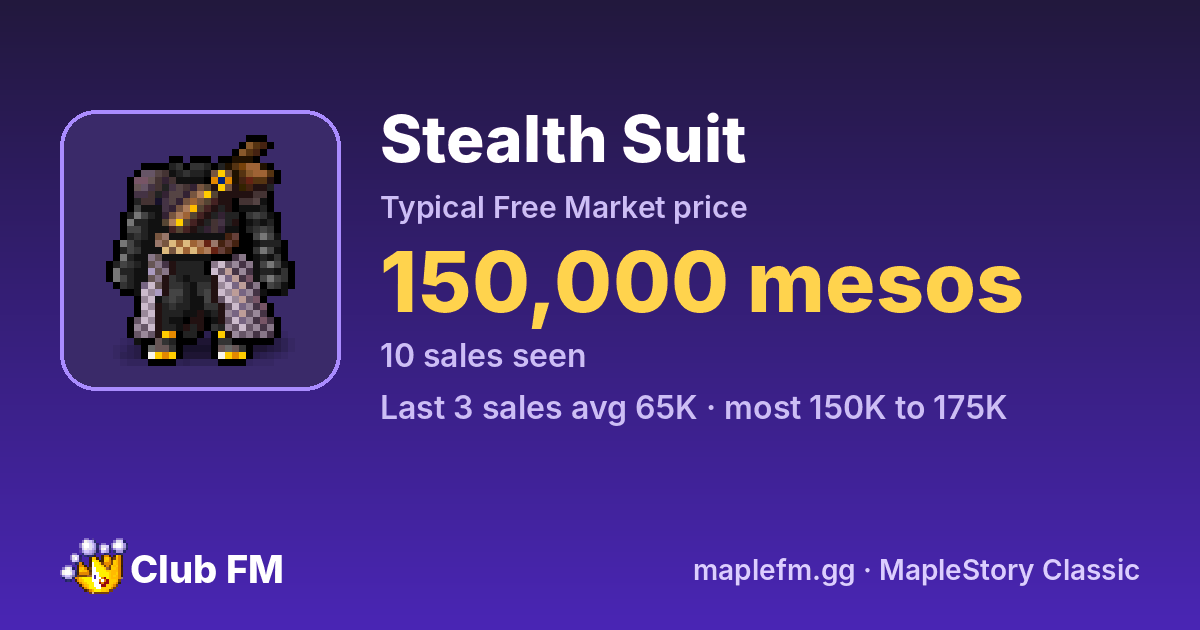 Stealth Suit
Typical Free Market price
150,000 mesos
10 sales seen
Last 3 sales avg 65K · most 150K to 175K
Club FM
maplefm.gg · MapleStory Classic